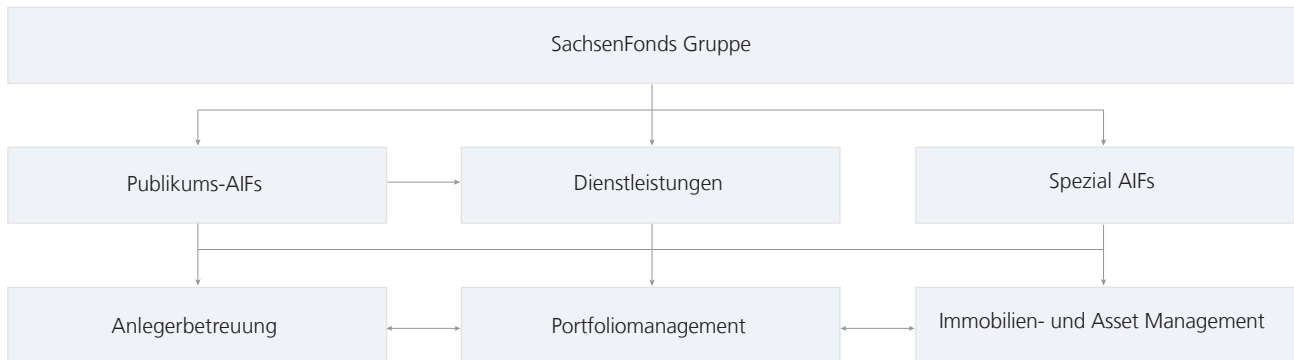 SachsenFonds Gruppe
Publikums-AIFs
Dienstleistungen
Spezial AIFs
Anlegerbetreuung
Portfoliomanagement
Immobilien- und Asset Management